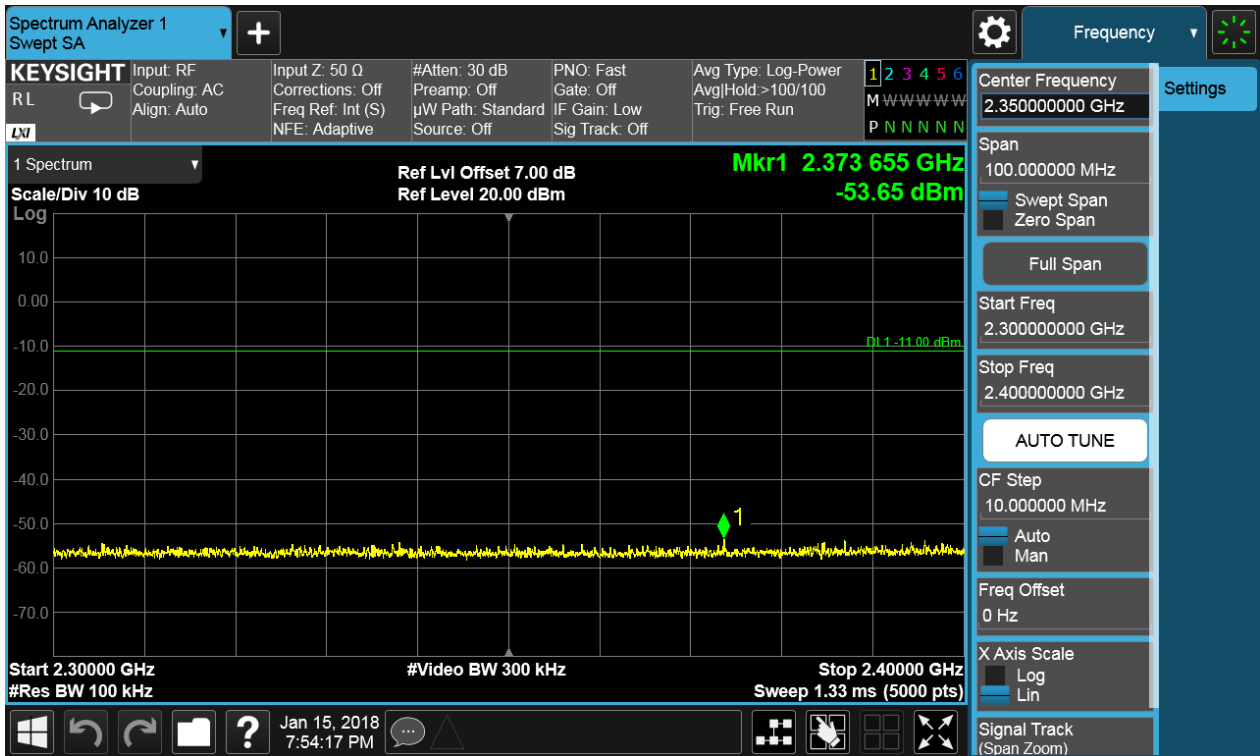 Spectrum Analyzer 1
Swept SA
+
Frequency
KEYSIGHT
R L
LXI
Input: RF
Coupling: AC
Align: Auto
Input Z: 50 Ω
Corrections: Off
Freq Ref: Int (S)
NFE: Adaptive
#Atten: 30 dB
Preamp: Off
µW Path: Standard
Source: Off
PNO: Fast
Gate: Off
IF Gain: Low
Sig Track: Off
Avg Type: Log-Power
Avg|Hold:>100/100
Trig: Free Run
1 2 3 4 5 6
M W W W W W
P N N N N N
1 Spectrum
Scale/Div 10 dB
Log
Ref Lvl Offset 7.00 dB
Ref Level 20.00 dBm
Mkr1 2.373 655 GHz
-53.65 dBm
10.0
0.00
-10.0
DL1 -11.00 dBm
-20.0
-30.0
-40.0
-50.0
1
-60.0
-70.0
Start 2.30000 GHz
#Video BW 300 kHz
Stop 2.40000 GHz
#Res BW 100 kHz
Sweep 1.33 ms (5000 pts)
?
Jan 15, 2018
7:54:17 PM
Center Frequency
2.350000000 GHz
Settings
Span
100.000000 MHz
Swept Span
Zero Span
Full Span
Start Freq
2.300000000 GHz
Stop Freq
2.400000000 GHz
AUTO TUNE
CF Step
10.000000 MHz
Auto
Man
Freq Offset
0 Hz
X Axis Scale
Log
Lin
Signal Track
(Span Zoom)